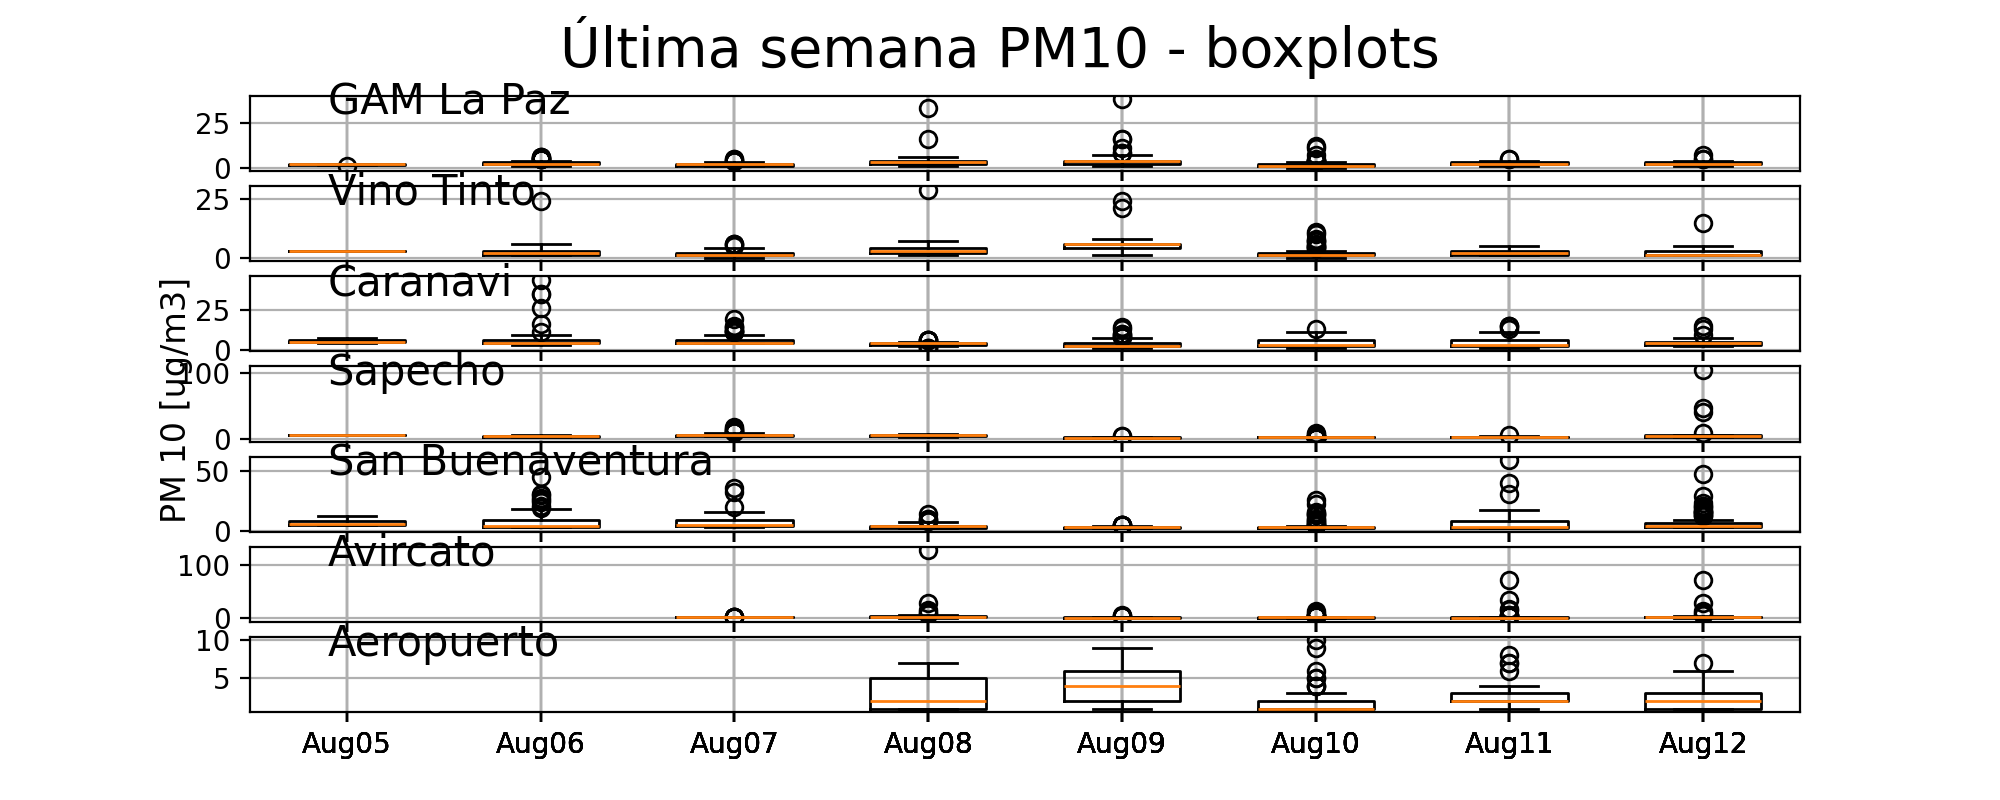 Última semana PM10 - boxplots
PM 10 [ug/m3]
GAM La Paz
25
0
Vino Tinto
25
0
Caranavi
25
0
Sapecho
100
0
San Buenaventura
50
0
Avircato
100
0
Aeropuerto
10
5
Aug05 Aug06 Aug07 Aug08 Aug09 Aug10 Aug11 Aug12